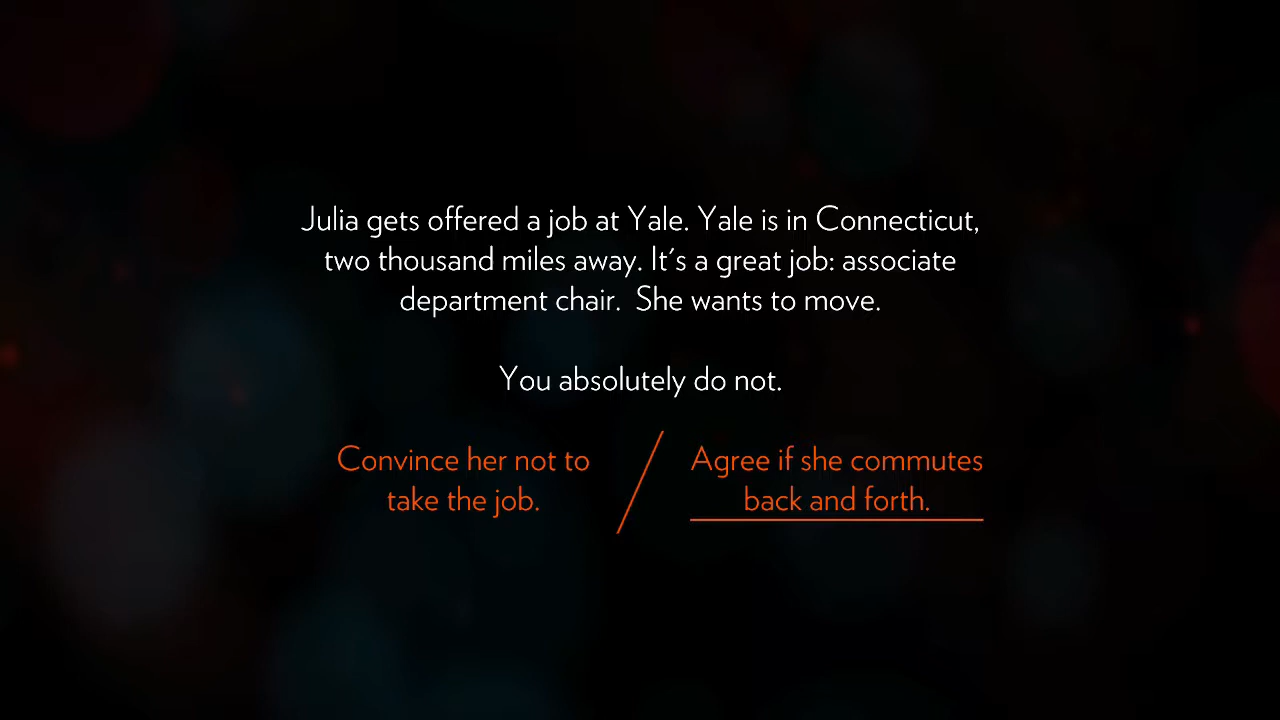 Julia gets offered a job at Yale. Yale is in Connecticut,
two thousand miles away. It's a great job: associate
department chair.  She wants to move.
You absolutely do not.
Convince her not to
take the job.
Agree if she commutes
back and forth.